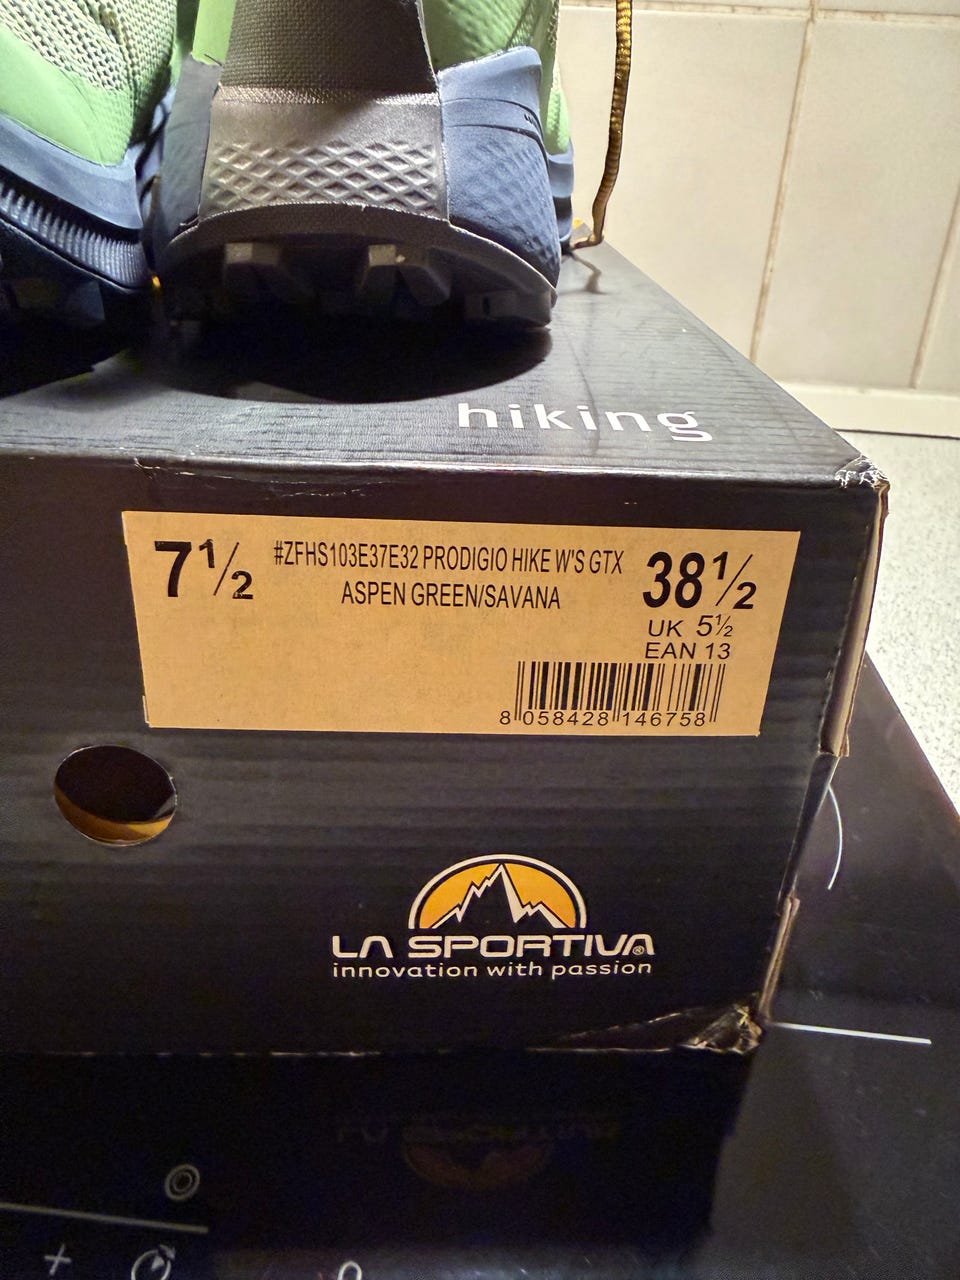 hiking
7½
#ZFHS103E37E32 PRODIGIO HIKE W'S GTX
ASPEN GREEN/SAVANA
38½
UK 5½
EAN 13
8 058428 146758
LA SPORTIVA®
innovation with passion
+